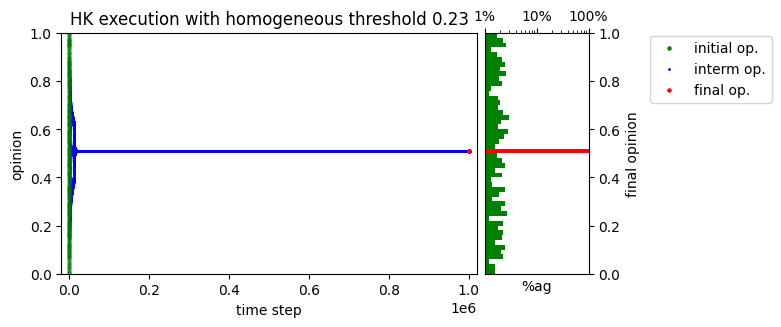 HK execution with homogeneous threshold 0.23
1% 10% 100%
1.0 1.0
0.8 0.8
0.6 0.6
0.4 0.4
0.2 0.2
0.0 0.0
opinion
final opinion
0.0 0.2 0.4 0.6 0.8 1.0
1e6
time step
%ag
initial op.
interm op.
final op.